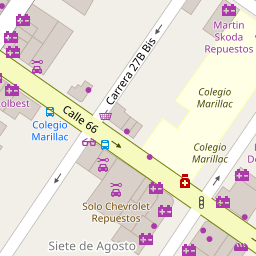 Martin
Skoda
Repuestos
Carrera 27B Bis
Colegio
Marillac
olbest
Calle 66
Colegio
Marillac
Colegio
Marillac
Solo Chevrolet
Repuestos
Siete de Agosto